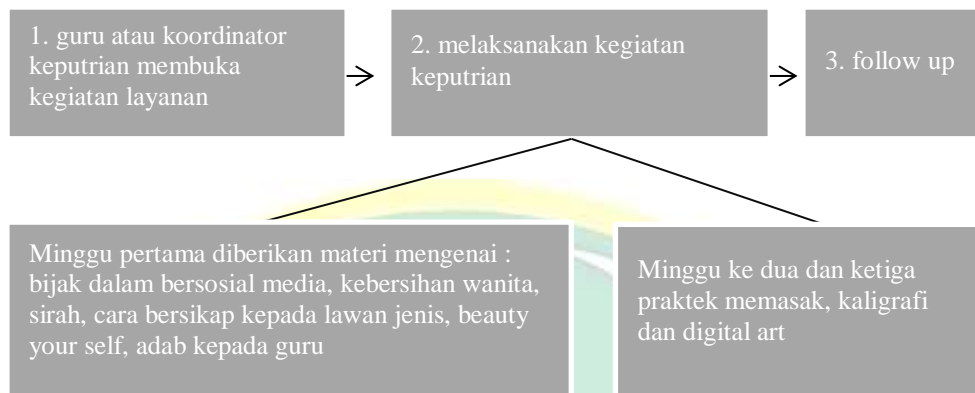 1. guru atau koordinator
keputrian membuka
kegiatan layanan
2. melaksanakan kegiatan
keputrian
3. follow up
Minggu pertama diberikan materi mengenai :
bijak dalam bersosial media, kebersihan wanita,
sirah, cara bersikap kepada lawan jenis, beauty
your self, adab kepada guru
Minggu ke dua dan ketiga
praktek memasak, kaligrafi
dan digital art